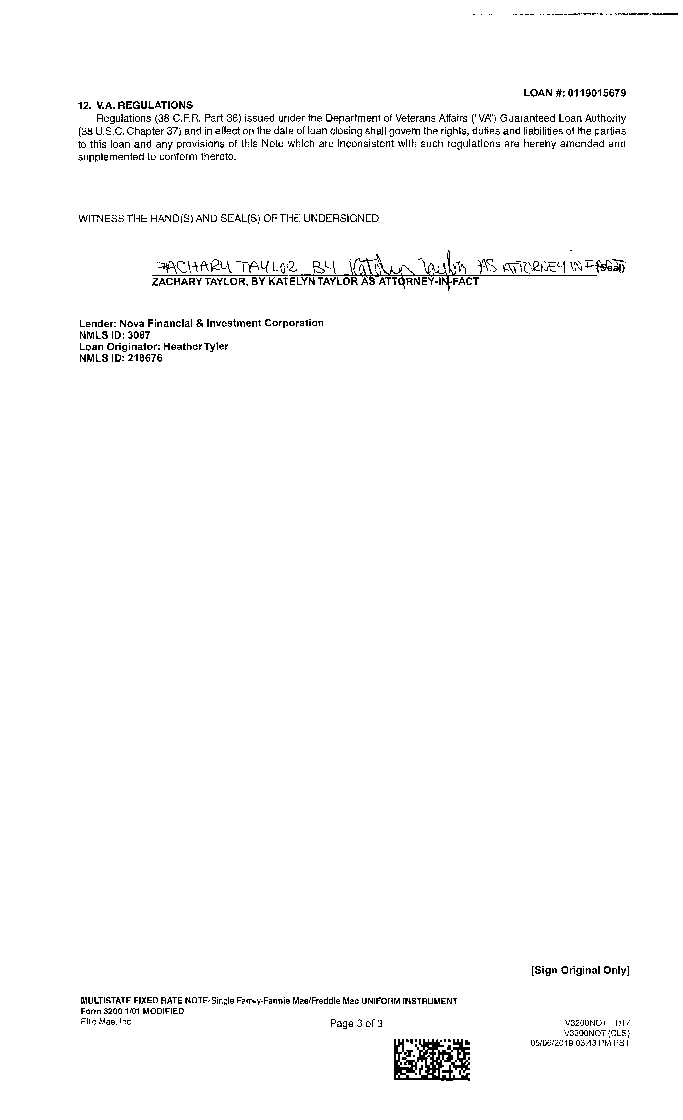 LOAN #: 0119015679
12. V.A. REGULATIONS
Regulations (38 C.F.R. Part 36) issued under the Department of Veterans Affairs ("VA") Guaranteed Loan Authority
(38 U.S.C. Chapter 37) and in effect on the date of loan closing shall govern the rights, duties and liabilities of the parties
to this loan and any provisions of this Note which are inconsistent with such regulations are hereby amended and
supplemented to conform thereto.
WITNESS THE HAND(S) AND SEAL(S) OF THE UNDERSIGNED
ZACHARY TAYLOR BY Katelyn Taylor AS ATTORNEY IN (Seal)
ZACHARY TAYLOR, BY KATELYN TAYLOR AS ATTORNEY-IN-FACT
Lender: Nova Financial & Investment Corporation
NMLS ID: 3087
Loan Originator: Heather Tyler
NMLS ID: 218676
[Sign Original Only]
MULTISTATE FIXED RATE NOTE-Single Family-Fannie Mae/Freddie Mac UNIFORM INSTRUMENT
Form 3200 1/01 MODIFIED
Ellie Mae, Inc.
Page 3 of 3
V3200NOT
V3200NOT (CLS)
05/06/2019 03:43 PM PST